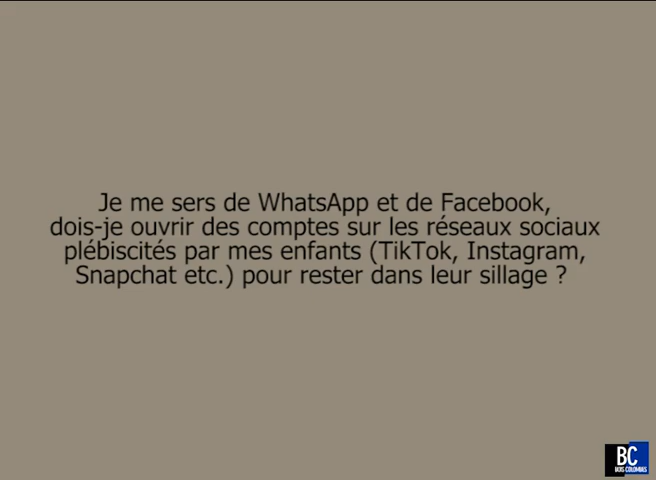 Je me sers de WhatsApp et de Facebook,
dois-je ouvrir des comptes sur les réseaux sociaux
plébiscités par mes enfants (TikTok, Instagram,
Snapchat etc.) pour rester dans leur sillage ?
BC
BOIS COLOMBES